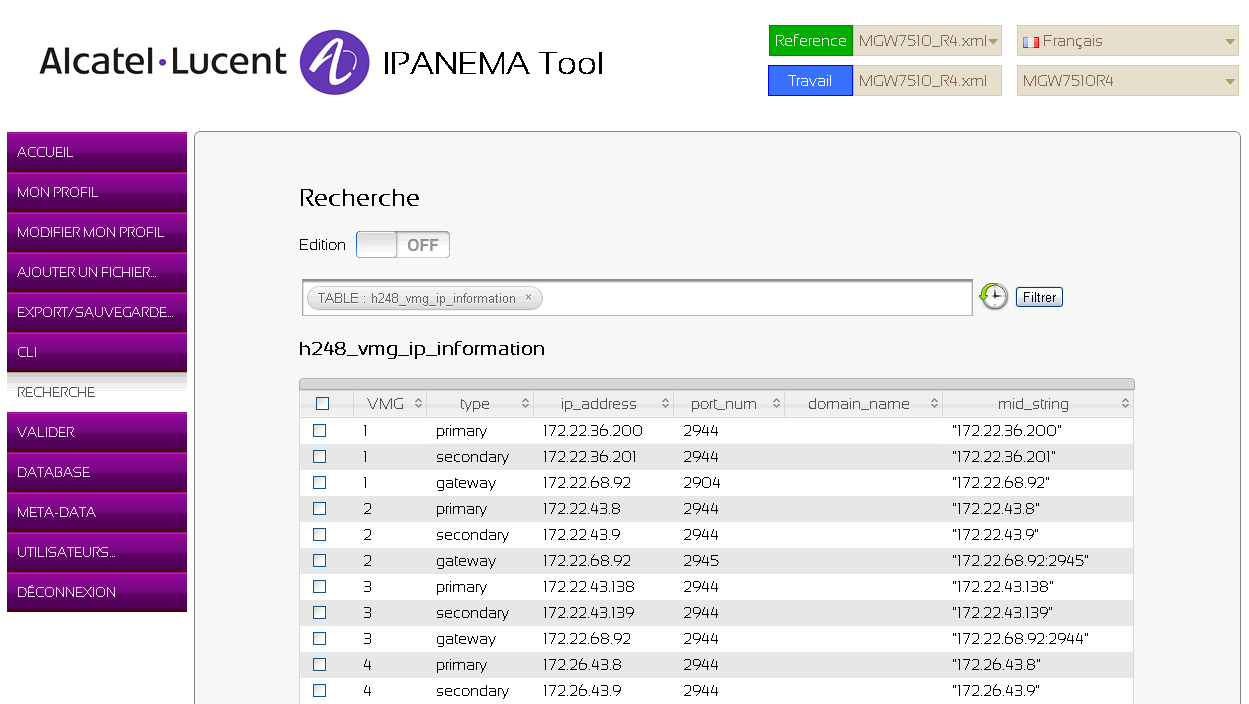 Alcatel·Lucent IPANEMA Tool
Reference MGW7510_R4.xml Français
Travail MGW7510_R4.xml MGW7510R4
ACCUEIL
MON PROFIL
MODIFIER MON PROFIL
AJOUTER UN FICHIER...
EXPORT/SAUVEGARDE...
CLI
RECHERCHE
VALIDER
DATABASE
META-DATA
UTILISATEURS...
DÉCONNEXION
Recherche
Edition OFF
TABLE : h248_vmg_ip_information × Filtrer
h248_vmg_ip_information
VMG type ip_address port_num domain_name mid_string
1 primary 172.22.36.200 2944 "172.22.36.200"
1 secondary 172.22.36.201 2944 "172.22.36.201"
1 gateway 172.22.68.92 2904 "172.22.68.92"
2 primary 172.22.43.8 2944 "172.22.43.8"
2 secondary 172.22.43.9 2944 "172.22.43.9"
2 gateway 172.22.68.92 2945 "172.22.68.92:2945"
3 primary 172.22.43.138 2944 "172.22.43.138"
3 secondary 172.22.43.139 2944 "172.22.43.139"
3 gateway 172.22.68.92 2944 "172.22.68.92:2944"
4 primary 172.26.43.8 2944 "172.26.43.8"
4 secondary 172.26.43.9 2944 "172.26.43.9"